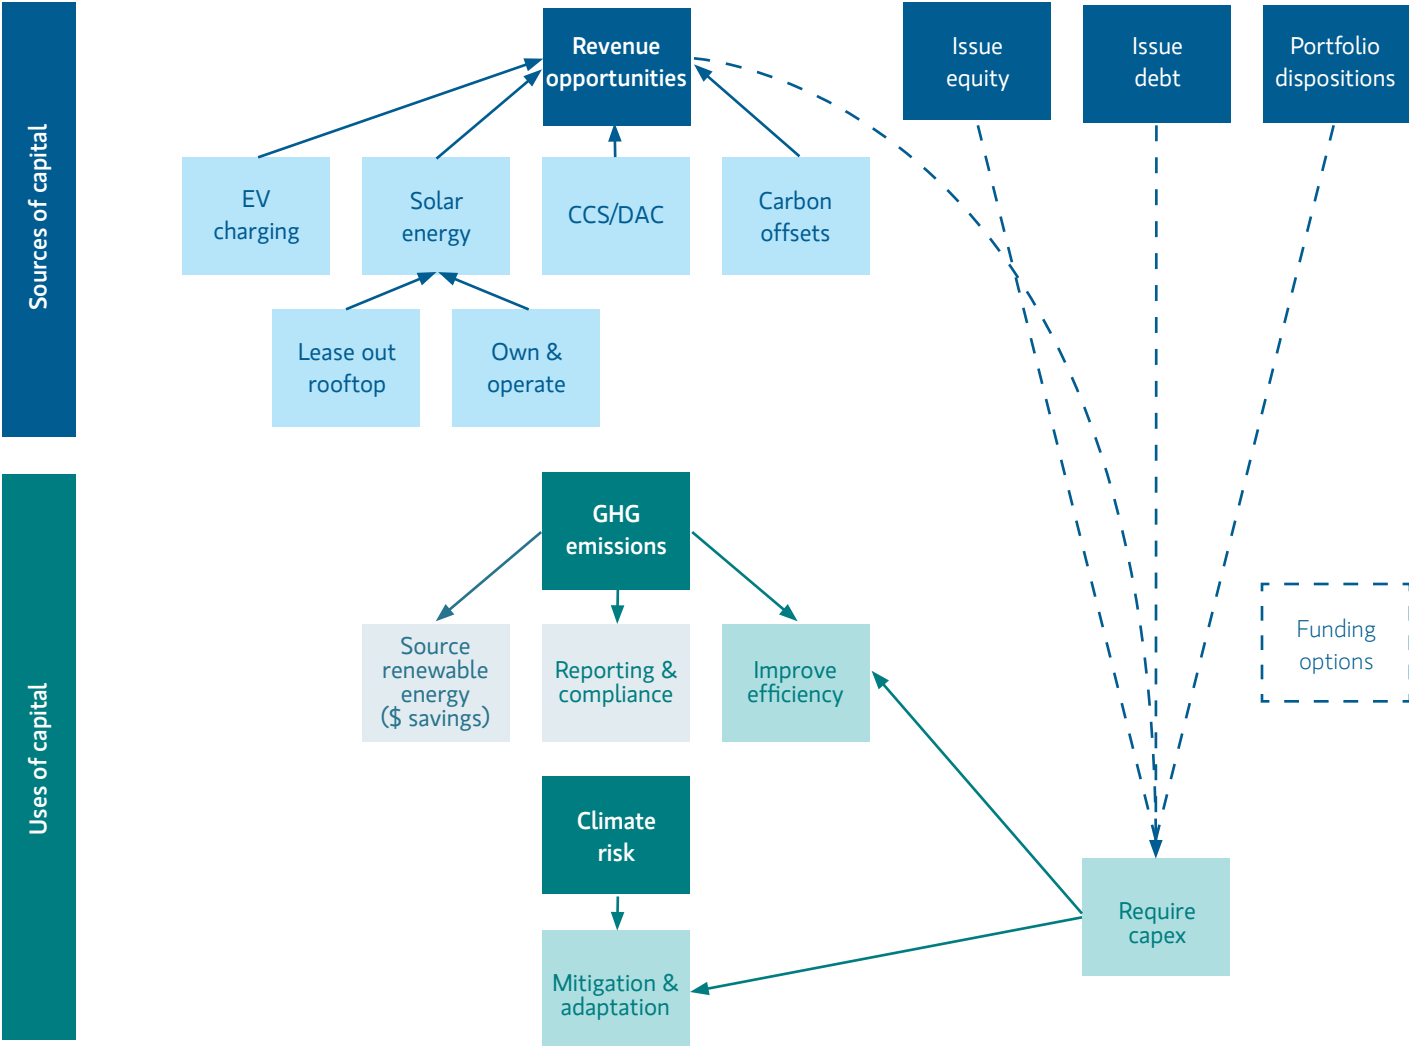 Sources of capital
Revenue
opportunities
Issue
equity
Issue
debt
Portfolio
dispositions
EV
charging
Solar
energy
CCS/DAC
Carbon
offsets
Lease out
rooftop
Own &
operate
Uses of capital
GHG
emissions
Source
renewable
energy
($ savings)
Reporting &
compliance
Improve
efficiency
Funding
options
Climate
risk
Require
capex
Mitigation &
adaptation